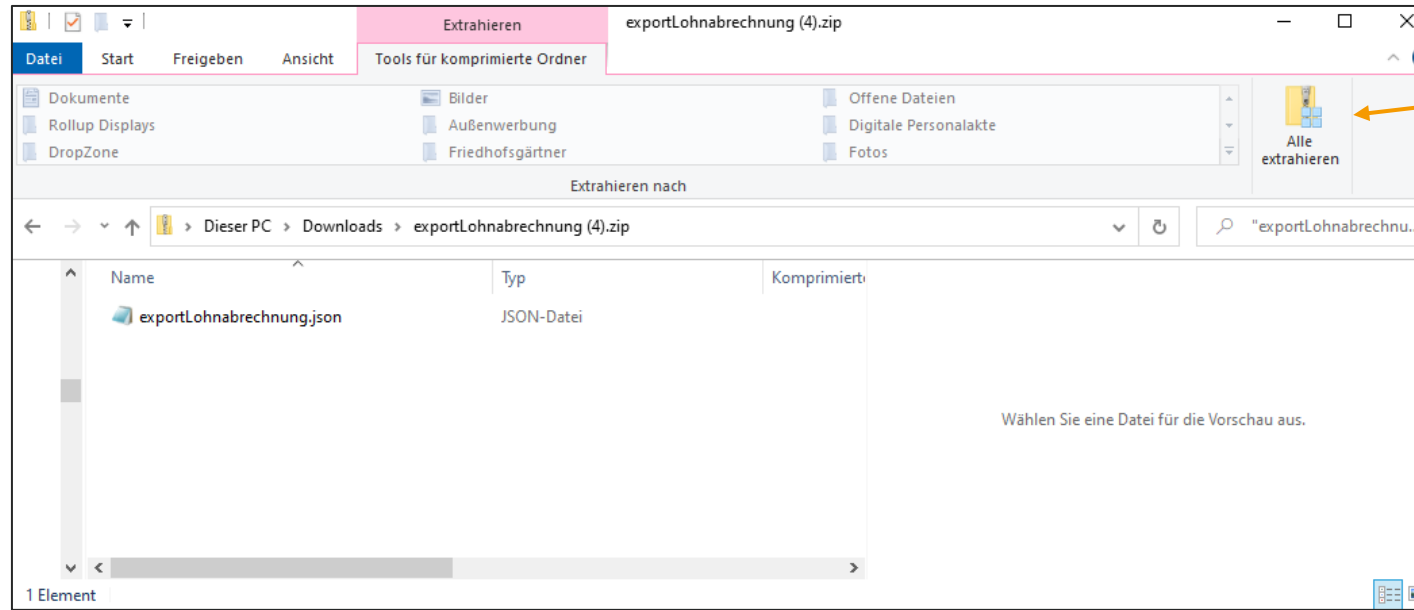 Extrahieren
exportLohnabrechnung (4).zip
Datei Start Freigeben Ansicht Tools für komprimierte Ordner
Dokumente Bilder Offene Dateien
Rollup Displays Außenwerbung Digitale Personalakte
DropZone Friedhofsgärtner Fotos
Alle
extrahieren
Extrahieren nach
Dieser PC > Downloads > exportLohnabrechnung (4).zip
"exportLohnabrechnu...
Name Typ Komprimierte
exportLohnabrechnung.json JSON-Datei
Wählen Sie eine Datei für die Vorschau aus.
1 Element